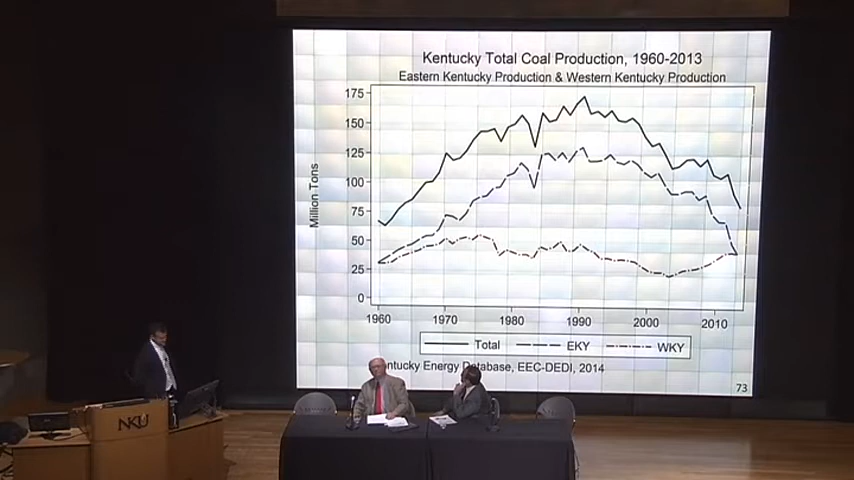 Kentucky Total Coal Production, 1960-2013
Eastern Kentucky Production & Western Kentucky Production
175
150
125
100
75
50
25
0
Million Tons
1960 1970 1980 1990 2000 2010
Total EKY WKY
ntucky Energy Database, EEC-DEDI, 2014
73
NKU